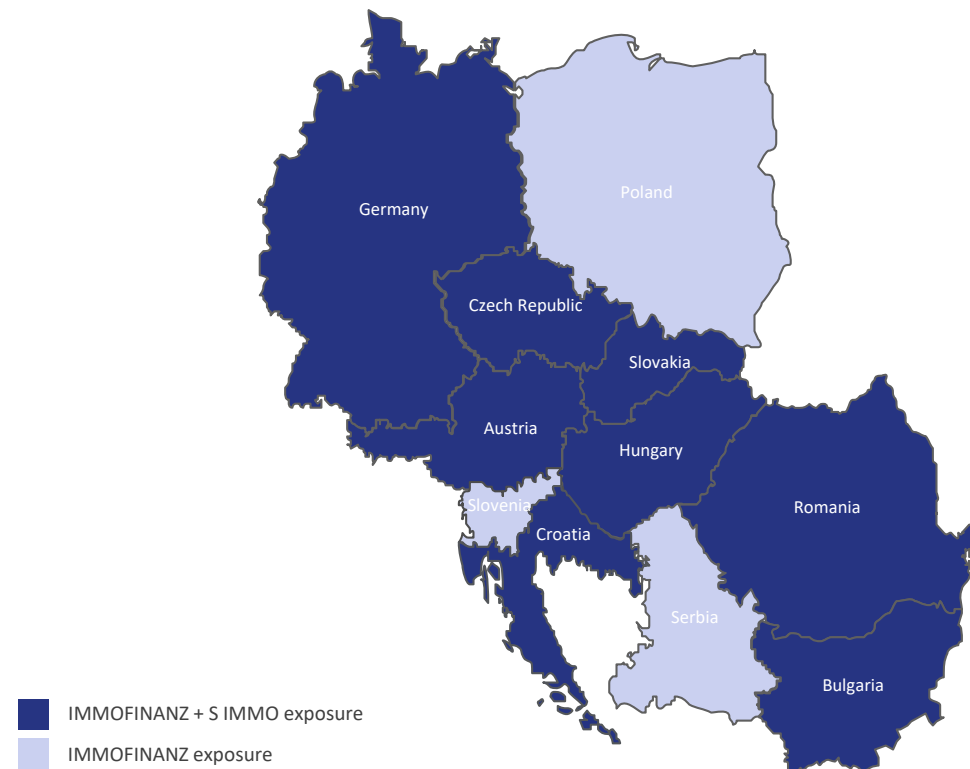 Poland
Germany
Czech Republic
Slovakia
Austria
Hungary
Slovenia
Romania
Croatia
Serbia
Bulgaria
IMMOFINANZ + S IMMO exposure
IMMOFINANZ exposure